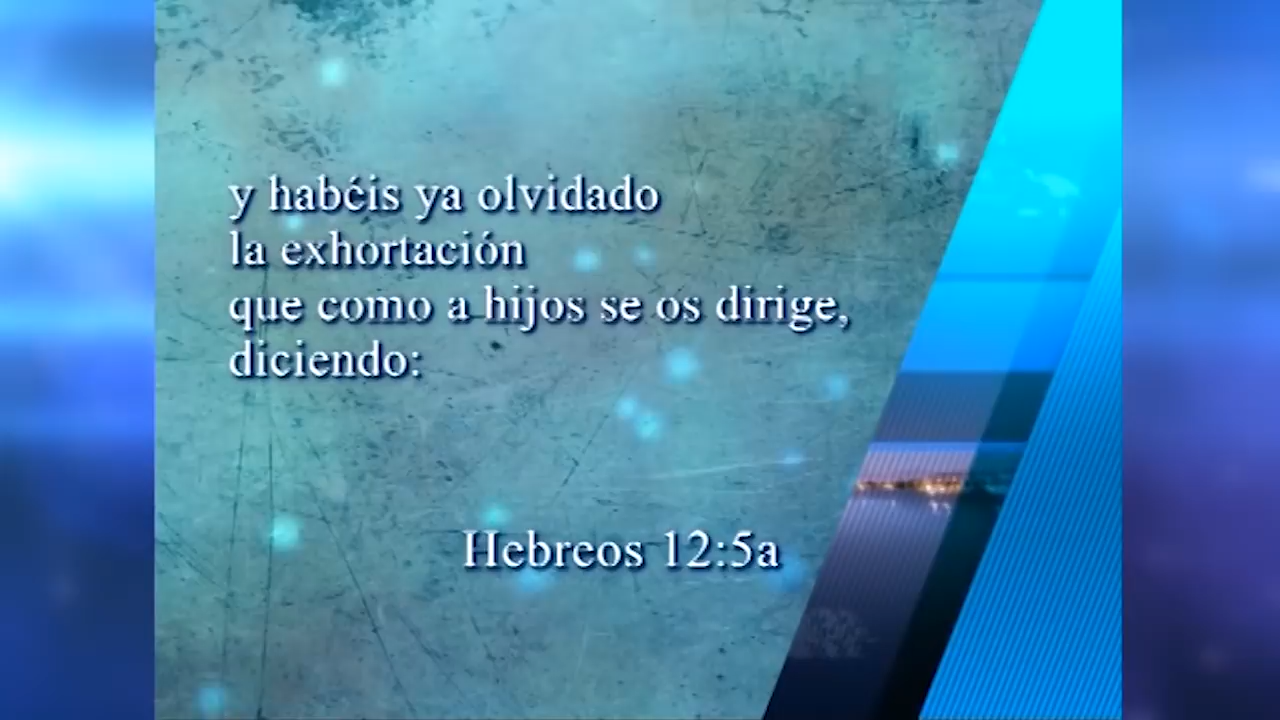 y habéis ya olvidado
la exhortación
que como a hijos se os dirige,
diciendo:
Hebreos 12:5a